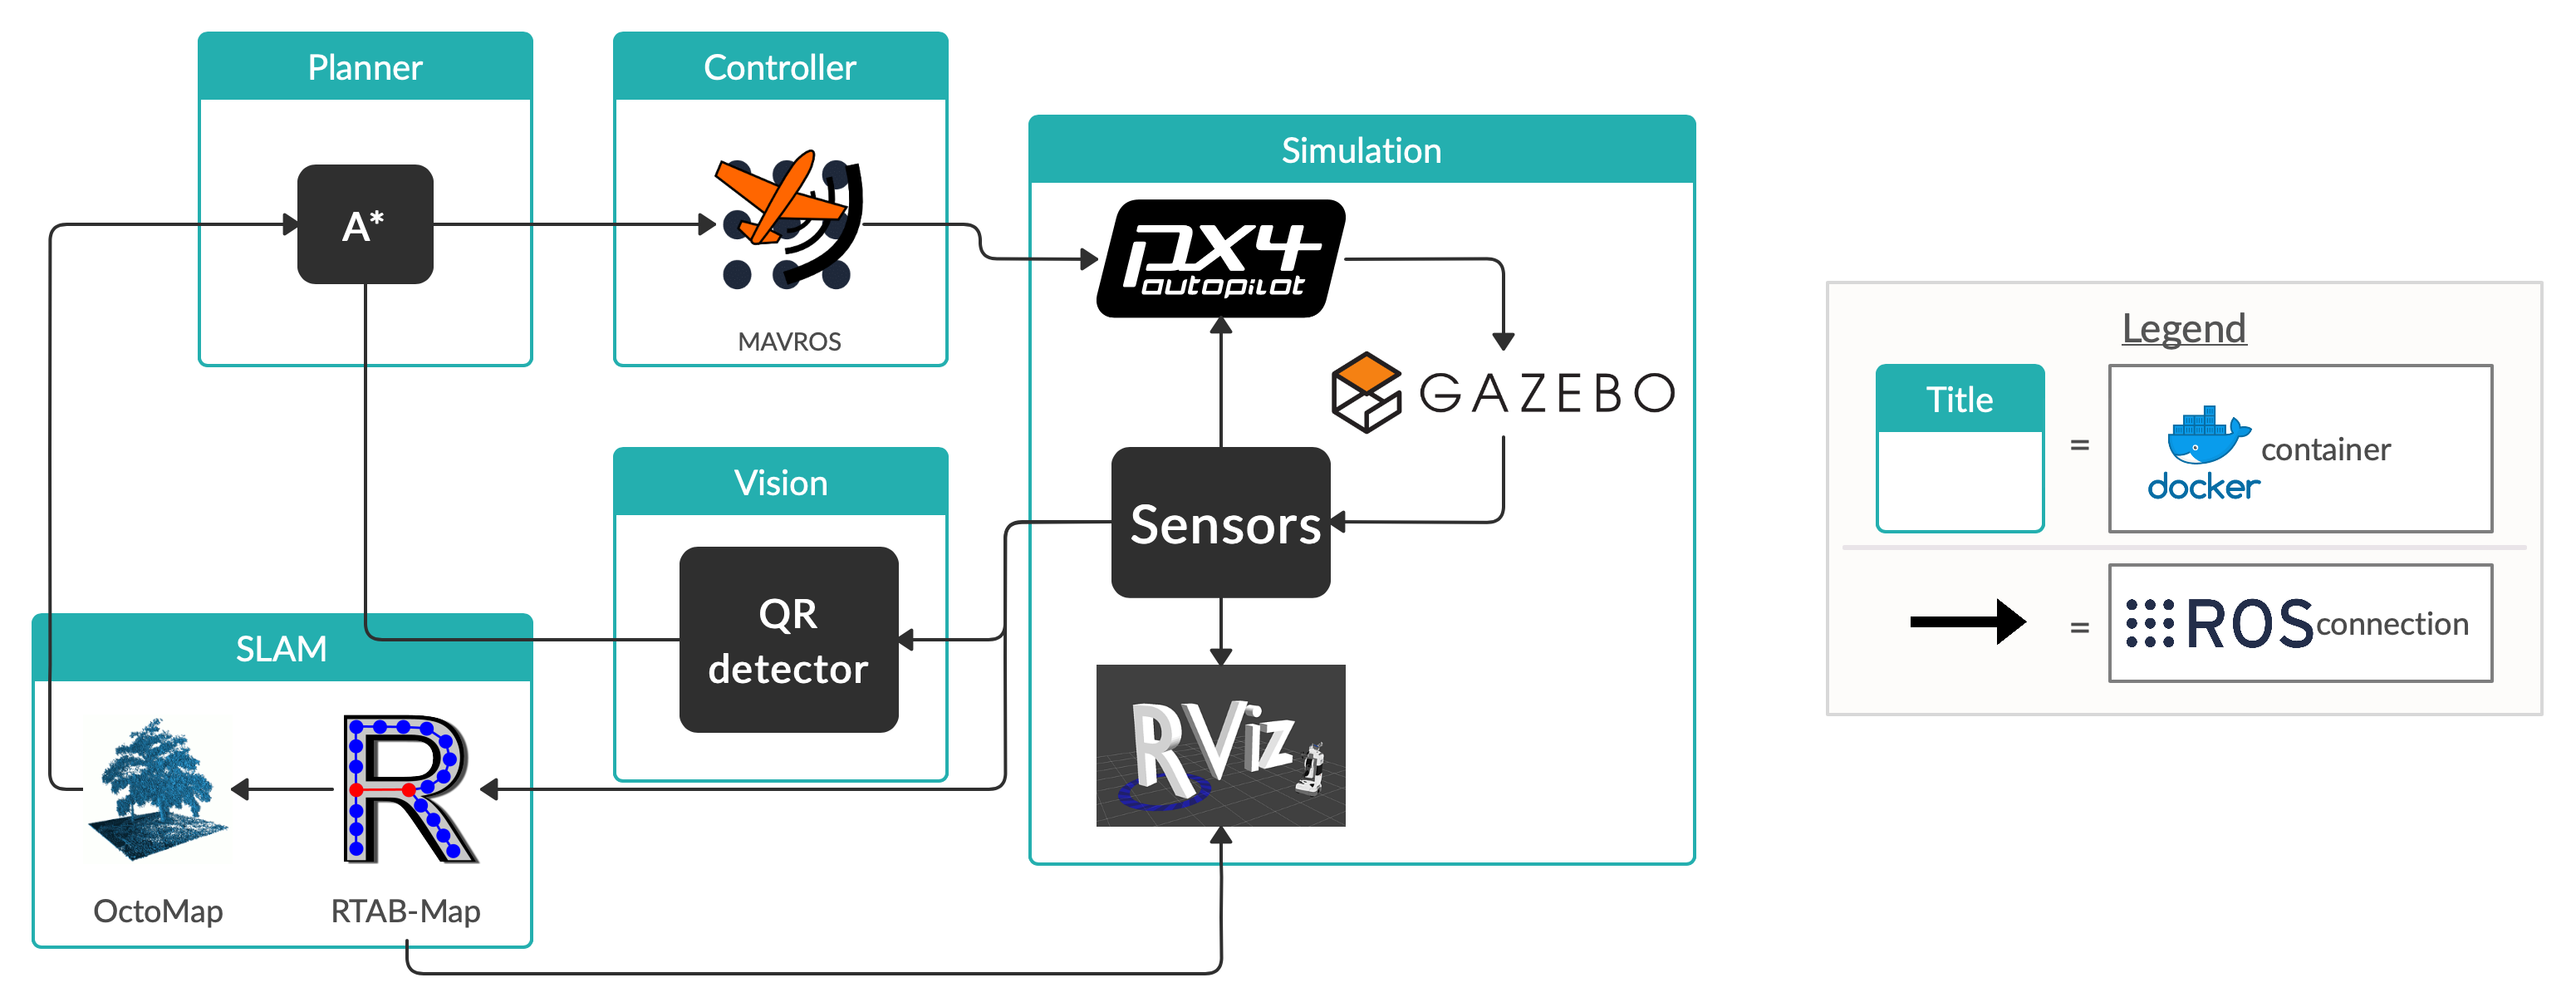 Planner
A*
Controller
MAVROS
Simulation
px4
autopilot
GAZEBO
Sensors
RViz
Vision
QR
detector
SLAM
OctoMap
R
RTAB-Map
Legend
Title
=
docker
container
=
ROS
connection